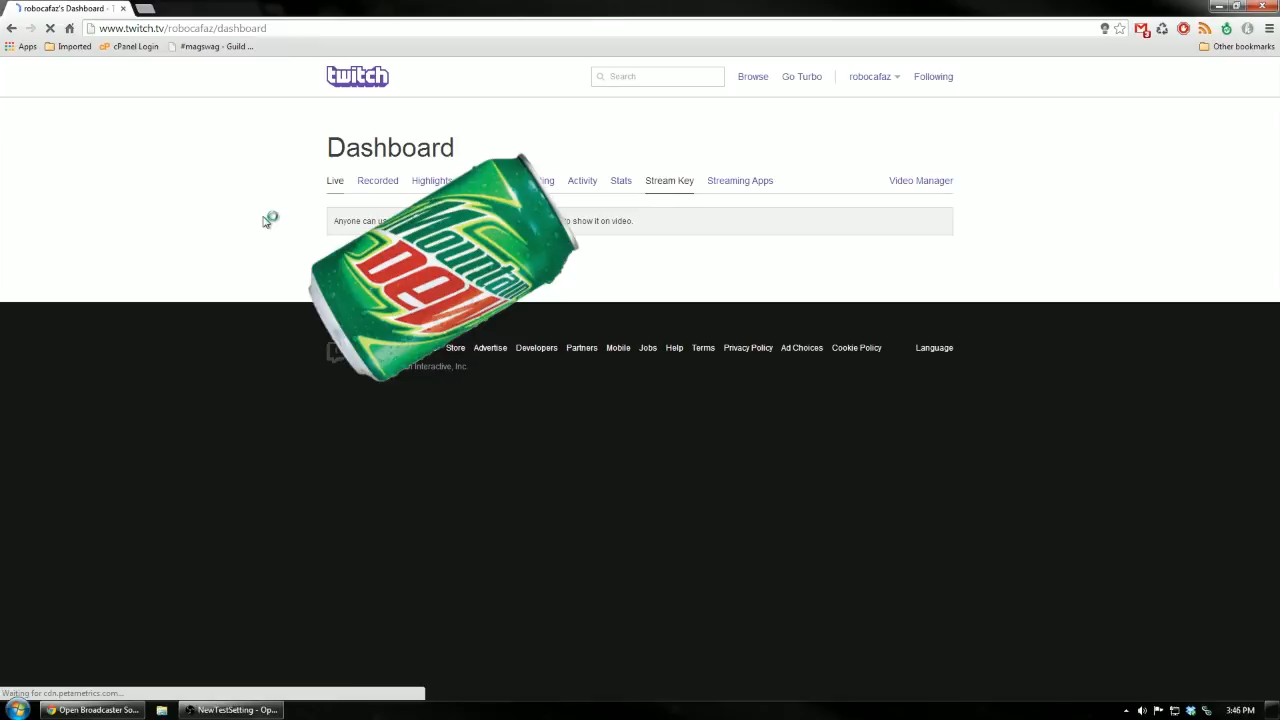 robocafaz's Dashboard -
www.twitch.tv/robocafaz/dashboard
Apps Imported cPanel Login #magswag - Guild ... Other bookmarks
twitch Search Browse Go Turbo robocafaz Following
Dashboard
Live Recorded Highlights Activity Stats Stream Key Streaming Apps Video Manager
Anyone can to show it on video.
Mountain
Dew
Store Advertise Developers Partners Mobile Jobs Help Terms Privacy Policy Ad Choices Cookie Policy Language
Interactive, Inc.
Waiting for cdn.petametrics.com...
Open Broadcaster So... NewTestSetting - Op... 3:46 PM